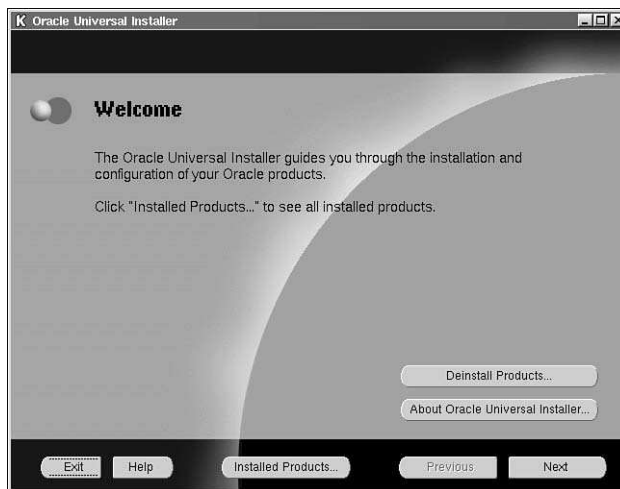 K Oracle Universal Installer
Welcome
The Oracle Universal Installer guides you through the installation and
configuration of your Oracle products.
Click "Installed Products..." to see all installed products.
Deinstall Products...
About Oracle Universal Installer...
Exit
Help
Installed Products...
Previous
Next